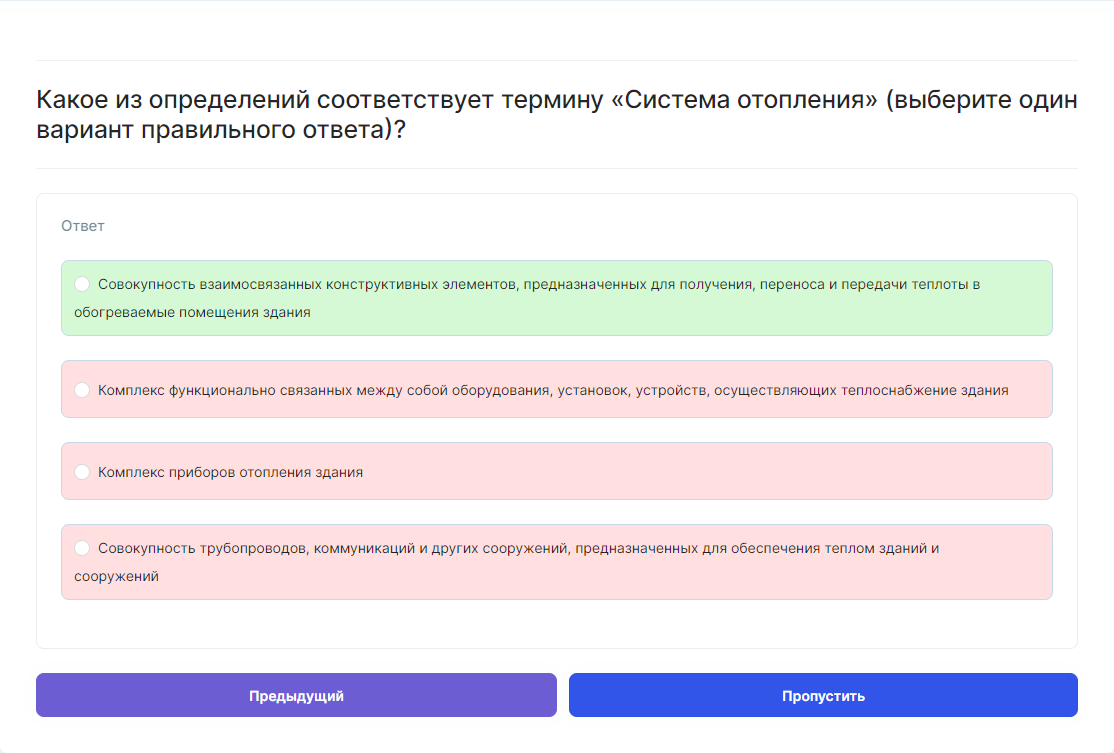 Какое из определений соответствует термину «Система отопления» (выберите один
вариант правильного ответа)?
Ответ
Совокупность взаимосвязанных конструктивных элементов, предназначенных для получения, переноса и передачи теплоты в
обогреваемые помещения здания
Комплекс функционально связанных между собой оборудования, установок, устройств, осуществляющих теплоснабжение здания
Комплекс приборов отопления здания
Совокупность трубопроводов, коммуникаций и других сооружений, предназначенных для обеспечения теплом зданий и
сооружений
Предыдущий
Пропустить